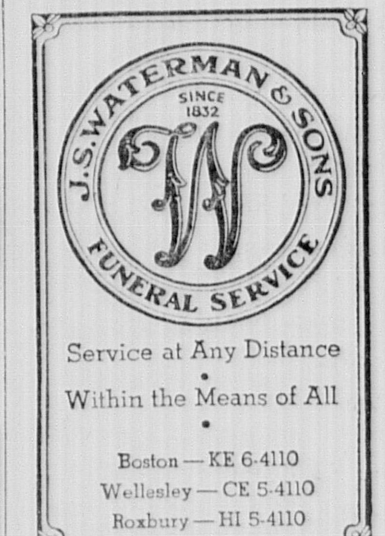 J.S. WATERMAN & SONS
SINCE
1832
W
FUNERAL SERVICE
Service at Any Distance
•
Within the Means of All
•
Boston — KE 6-4110
Wellesley — CE 5-4110
Roxbury — HI 5-4110